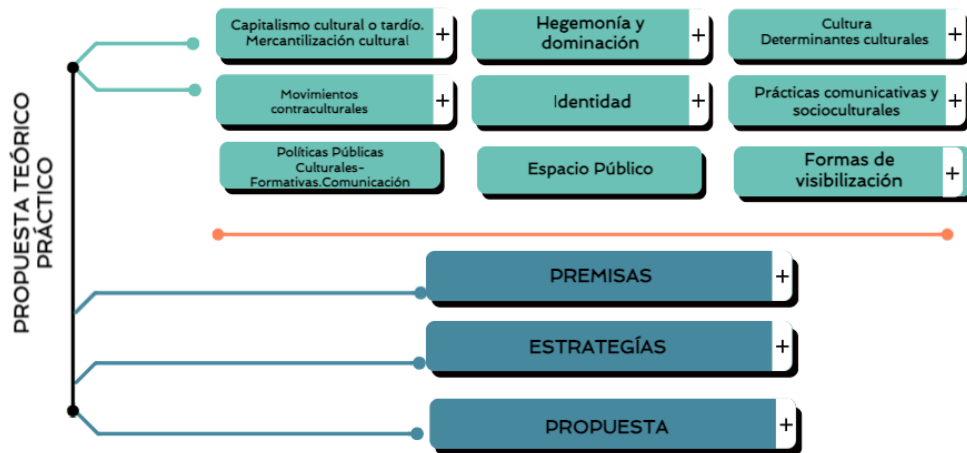 PROPUESTA TEÓRICO
PRÁCTICO
Capitalismo cultural o tardío.
Mercantilización cultural
+
Hegemonía y
dominación
+
Cultura
Determinantes culturales
+
Movimientos
contraculturales
+
Identidad
+
Prácticas comunicativas y
socioculturales
+
Políticas Públicas
Culturales-
Formativas.Comunicación
Espacio Público
Formas de
visibilización
+
PREMISAS
+
ESTRATEGÍAS
+
PROPUESTA
+